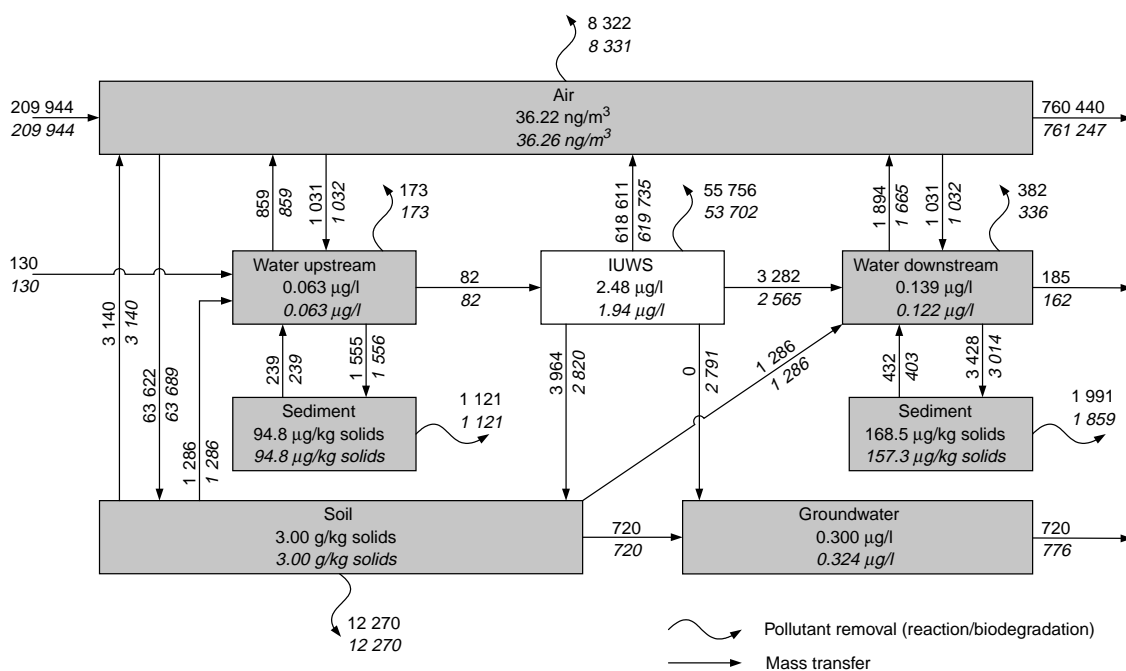 8 322
8 331
Air
36.22 ng/m³
36.26 ng/m³
209 944
209 944
760 440
761 247
859
859
1 031
1 032
173
173
618 611
619 735
55 756
53 702
1 894
1 665
1 031
1 032
382
336
130
130
Water upstream
0.063 µg/l
0.063 µg/l
82
82
IUWS
2.48 µg/l
1.94 µg/l
3 282
2 565
Water downstream
0.139 µg/l
0.122 µg/l
185
162
3 140
3 140
63 622
63 689
1 286
1 286
239
239
1 555
1 556
3 964
2 820
0
2 791
1 286
1 286
432
403
3 428
3 014
Sediment
94.8 µg/kg solids
94.8 µg/kg solids
1 121
1 121
Sediment
168.5 µg/kg solids
157.3 µg/kg solids
1 991
1 859
Soil
3.00 g/kg solids
3.00 g/kg solids
720
720
Groundwater
0.300 µg/l
0.324 µg/l
720
776
12 270
12 270
Pollutant removal (reaction/biodegradation)
Mass transfer